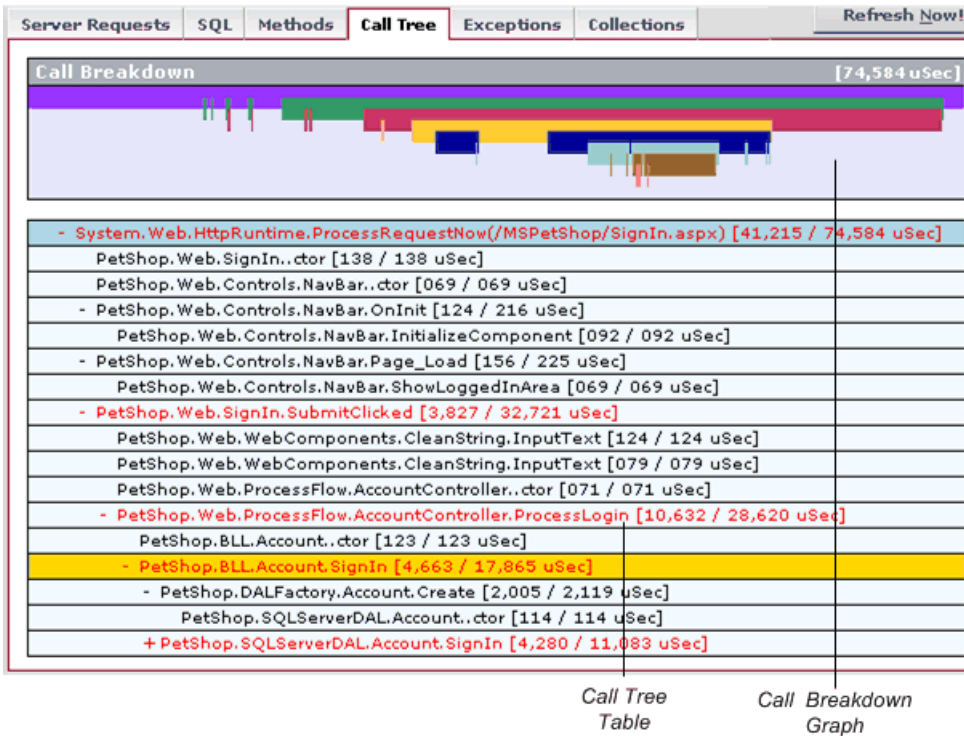 Server Requests SQL Methods Call Tree Exceptions Collections Refresh Now!
Call Breakdown [74,584 uSec]
- System.Web.HttpRuntime.ProcessRequestNow(/MSPetShop/SignIn.aspx) [41,215 / 74,584 uSec]
PetShop.Web.SignIn..ctor [138 / 138 uSec]
PetShop.Web.Controls.NavBar..ctor [069 / 069 uSec]
- PetShop.Web.Controls.NavBar.OnInit [124 / 216 uSec]
PetShop.Web.Controls.NavBar.InitializeComponent [092 / 092 uSec]
- PetShop.Web.Controls.NavBar.Page_Load [156 / 225 uSec]
PetShop.Web.Controls.NavBar.ShowLoggedInArea [069 / 069 uSec]
- PetShop.Web.SignIn.SubmitClicked [3,827 / 32,721 uSec]
PetShop.Web.WebComponents.CleanString.InputText [124 / 124 uSec]
PetShop.Web.WebComponents.CleanString.InputText [079 / 079 uSec]
PetShop.Web.ProcessFlow.AccountController..ctor [071 / 071 uSec]
- PetShop.Web.ProcessFlow.AccountController.ProcessLogin [10,632 / 28,620 uSec]
PetShop.BLL.Account..ctor [123 / 123 uSec]
- PetShop.BLL.Account.SignIn [4,663 / 17,865 uSec]
- PetShop.DALFactory.Account.Create [2,005 / 2,119 uSec]
PetShop.SQLServerDAL.Account..ctor [114 / 114 uSec]
+ PetShop.SQLServerDAL.Account.SignIn [4,280 / 11,083 uSec]
Call Tree Table
Call Breakdown Graph